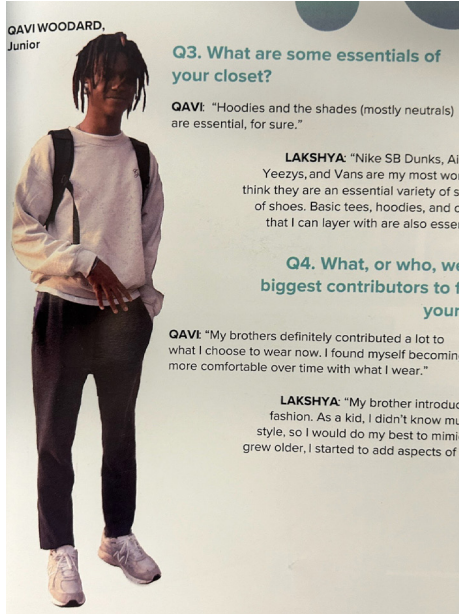 QAVI WOODARD,
Junior
Q3. What are some essentials of
your closet?
QAVI: “Hoodies and the shades (mostly neutrals)
are essential, for sure.”
LAKSHYA: “Nike SB Dunks,
Yeezys, and Vans are my most
think they are an essential variety of
of shoes. Basic tees, hoodies, and
that I can layer with are also
Q4. What, or who,
biggest contributors to
QAVI: “My brothers definitely contributed a lot to
what I choose to wear now. I found myself
more comfortable over time with what I wear.”
LAKSHYA: “My brother
fashion. As a kid, I didn’t know
style, so I would do my best to
grew older, I started to add aspects of